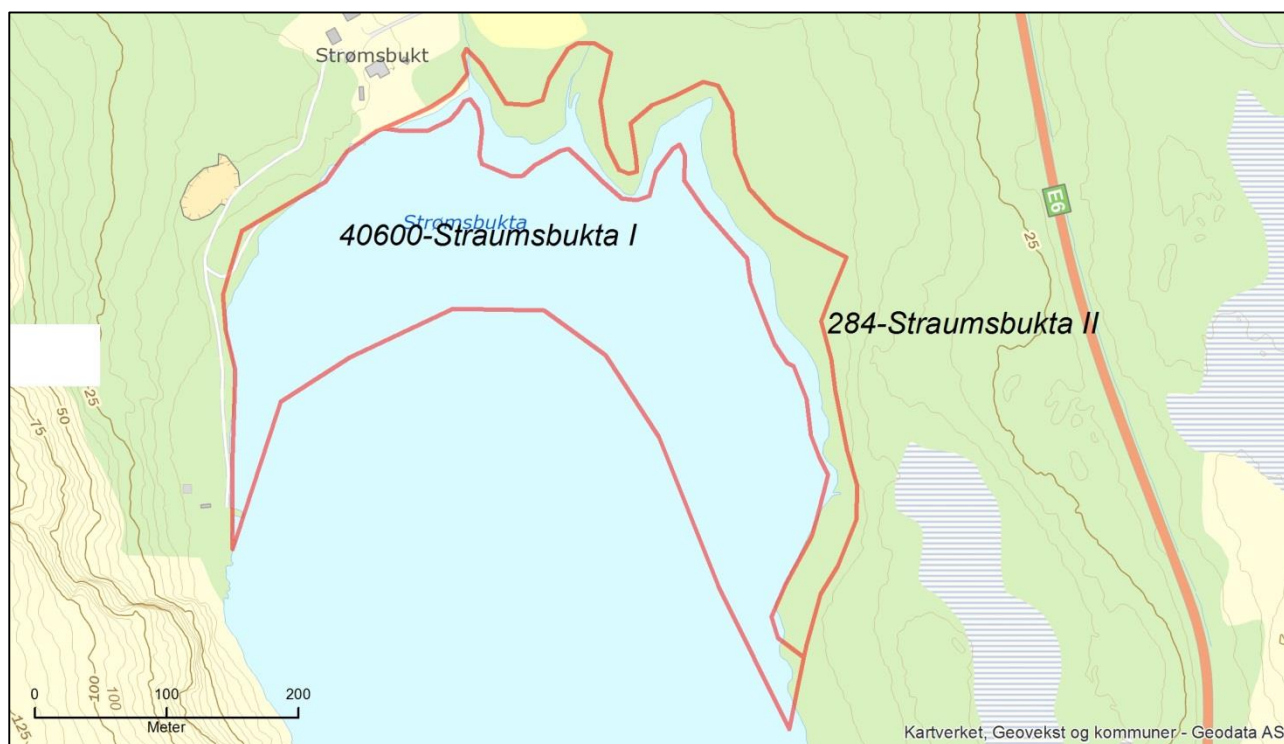 Strømsbukt
E6
Strømsbukta
40600-Straumsbukta I
25
284-Straumsbukta II
25
50
75
100
100
125
0 100 200
Meter
Kartverket, Geovekst og kommuner - Geodata AS